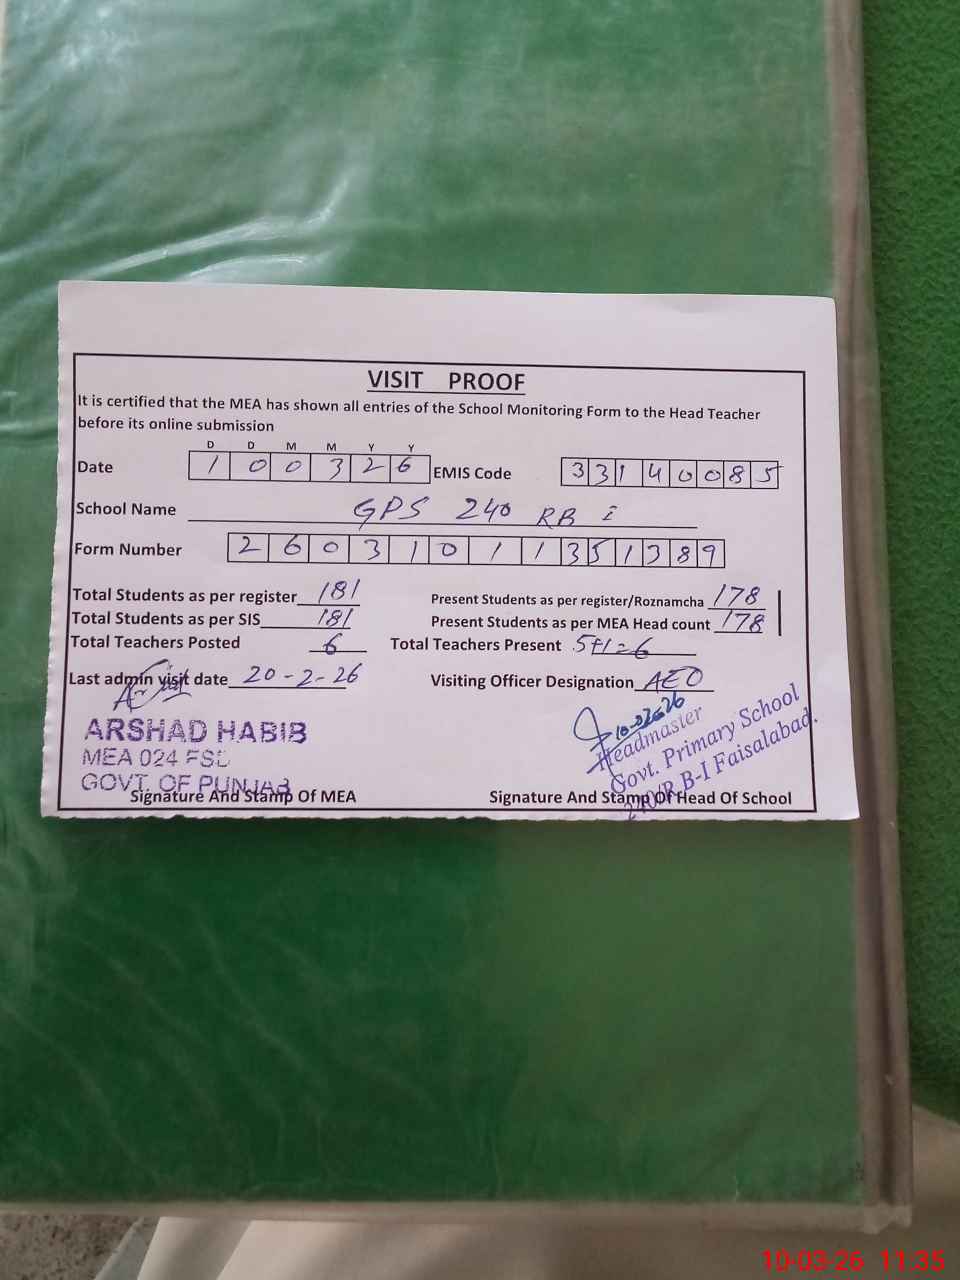 VISIT PROOF
It is certified that the MEA has shown all entries of the School Monitoring Form to the Head Teacher
before its online submission
D D M M Y Y
Date 1 0 0 3 2 6 EMIS Code 3 3 1 4 0 0 8 5
School Name GPS 240 RB I
Form Number 2 6 0 3 1 0 1 1 3 5 1 3 8 9
Total Students as per register 181 Present Students as per register/Roznamcha 178
Total Students as per SIS 181 Present Students as per MEA Head count 178
Total Teachers Posted 6 Total Teachers Present 5+1=6
Last admin visit date 20-2-26 Visiting Officer Designation AEO
ARSHAD HABIB
MEA 024 FSD
GOVT. OF PUNJAB
Signature And Stamp Of MEA
10-03-26
Headmaster
Govt. Primary School
240 R.B-I Faisalabad.
Signature And Stamp Of Head Of School
10-03-26 11:35